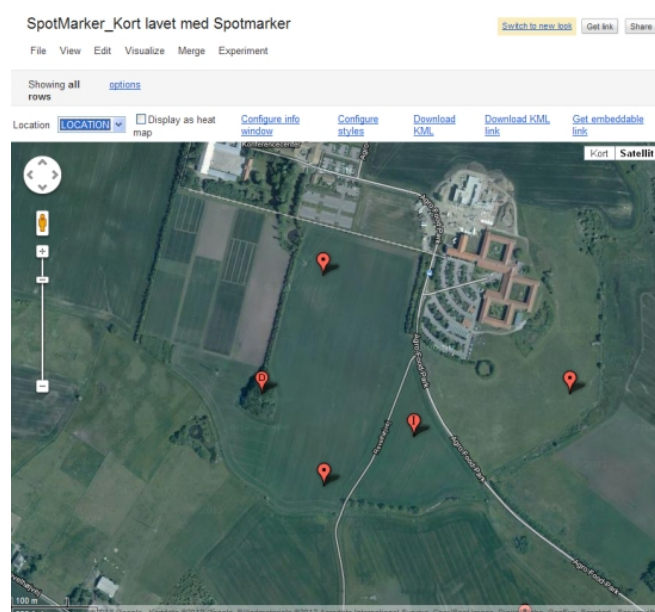 SpotMarker_Kort lavet med Spotmarker
Switch to new look Get link Share
File View Edit Visualize Merge Experiment
Showing all rows options
Location LOCATION Display as heat map Configure info window Configure styles Download KML Download KML link Get embeddable link
Kort Satellit
Konferencecenter
Agro Food Park
Agro Food Park
Agro Food Park
D
I
100 m